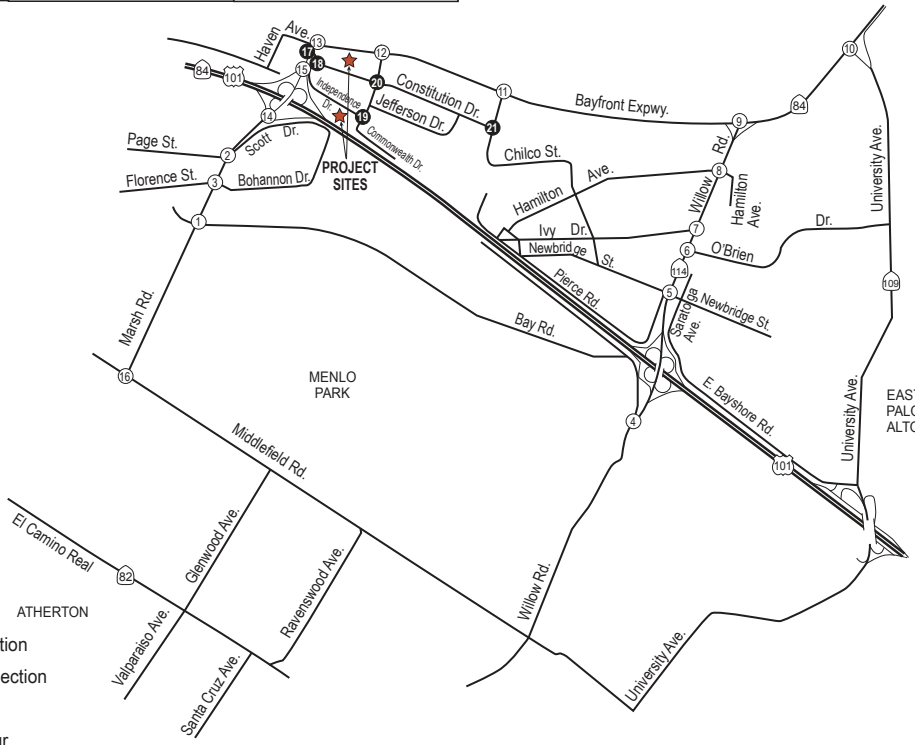 Haven
Ave.
13
12
17
18
15
84
101
20
Constitution Dr.
11
Bayfront Expwy.
84
9
10
Independence
Dr.
Jefferson Dr.
19
21
14
Scott Dr.
Commonwealth Dr.
Chilco St.
Page St.
2
PROJECT
SITES
Florence St.
3
Bohannon Dr.
Hamilton
Ave.
Willow
Rd.
8
Hamilton
Ave.
University Ave.
1
Ivy Dr.
7
Newbridge
St.
6
O'Brien
Dr.
114
109
Pierce Rd.
5
Saratoga
Ave.
Newbridge St.
Marsh Rd.
Bay Rd.
16
MENLO
PARK
4
E. Bayshore Rd.
University Ave.
EAST
PALO
ALTO
101
Middlefield Rd.
El Camino Real
82
Glenwood Ave.
Ravenswood Ave.
Willow Rd.
ATHERTON
Valparaiso Ave.
Santa Cruz Ave.
University Ave.